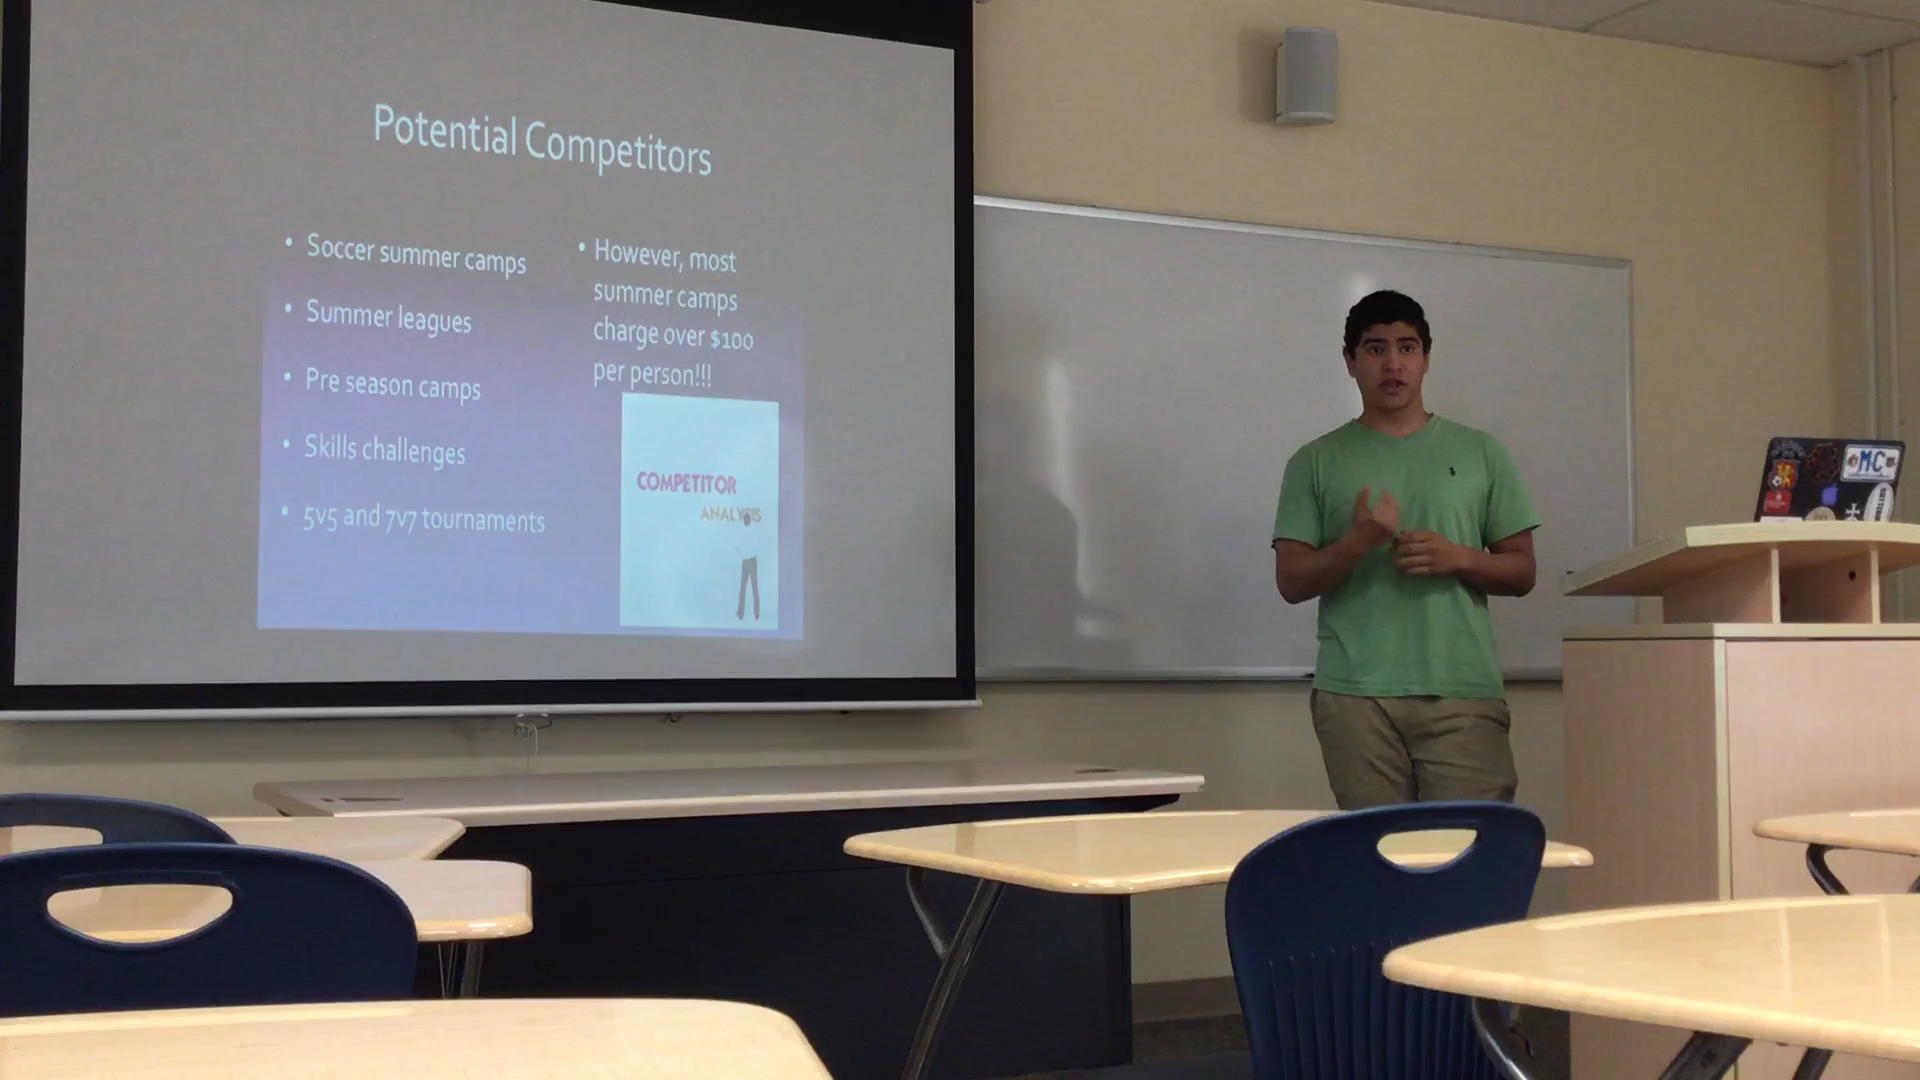 Potential Competitors
• Soccer summer camps
• Summer leagues
• Pre season camps
• Skills challenges
• 5v5 and 7v7 tournaments
• However, most
summer camps
charge over $100
per person!!!
COMPETITOR
ANALYSIS
MC